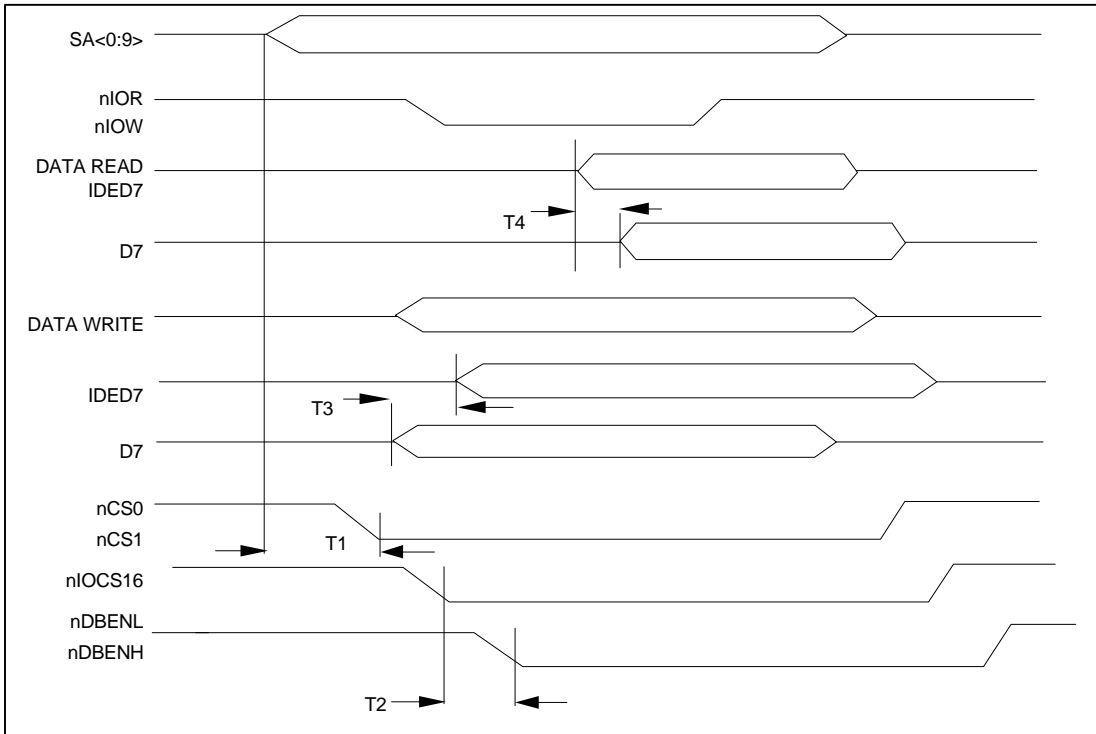 SA<0:9>
nIOR
nIOW
DATA READ
IDED7
T4
D7
DATA WRITE
IDED7
T3
D7
nCS0
nCS1
T1
nIOCS16
nDBENL
nDBENH
T2